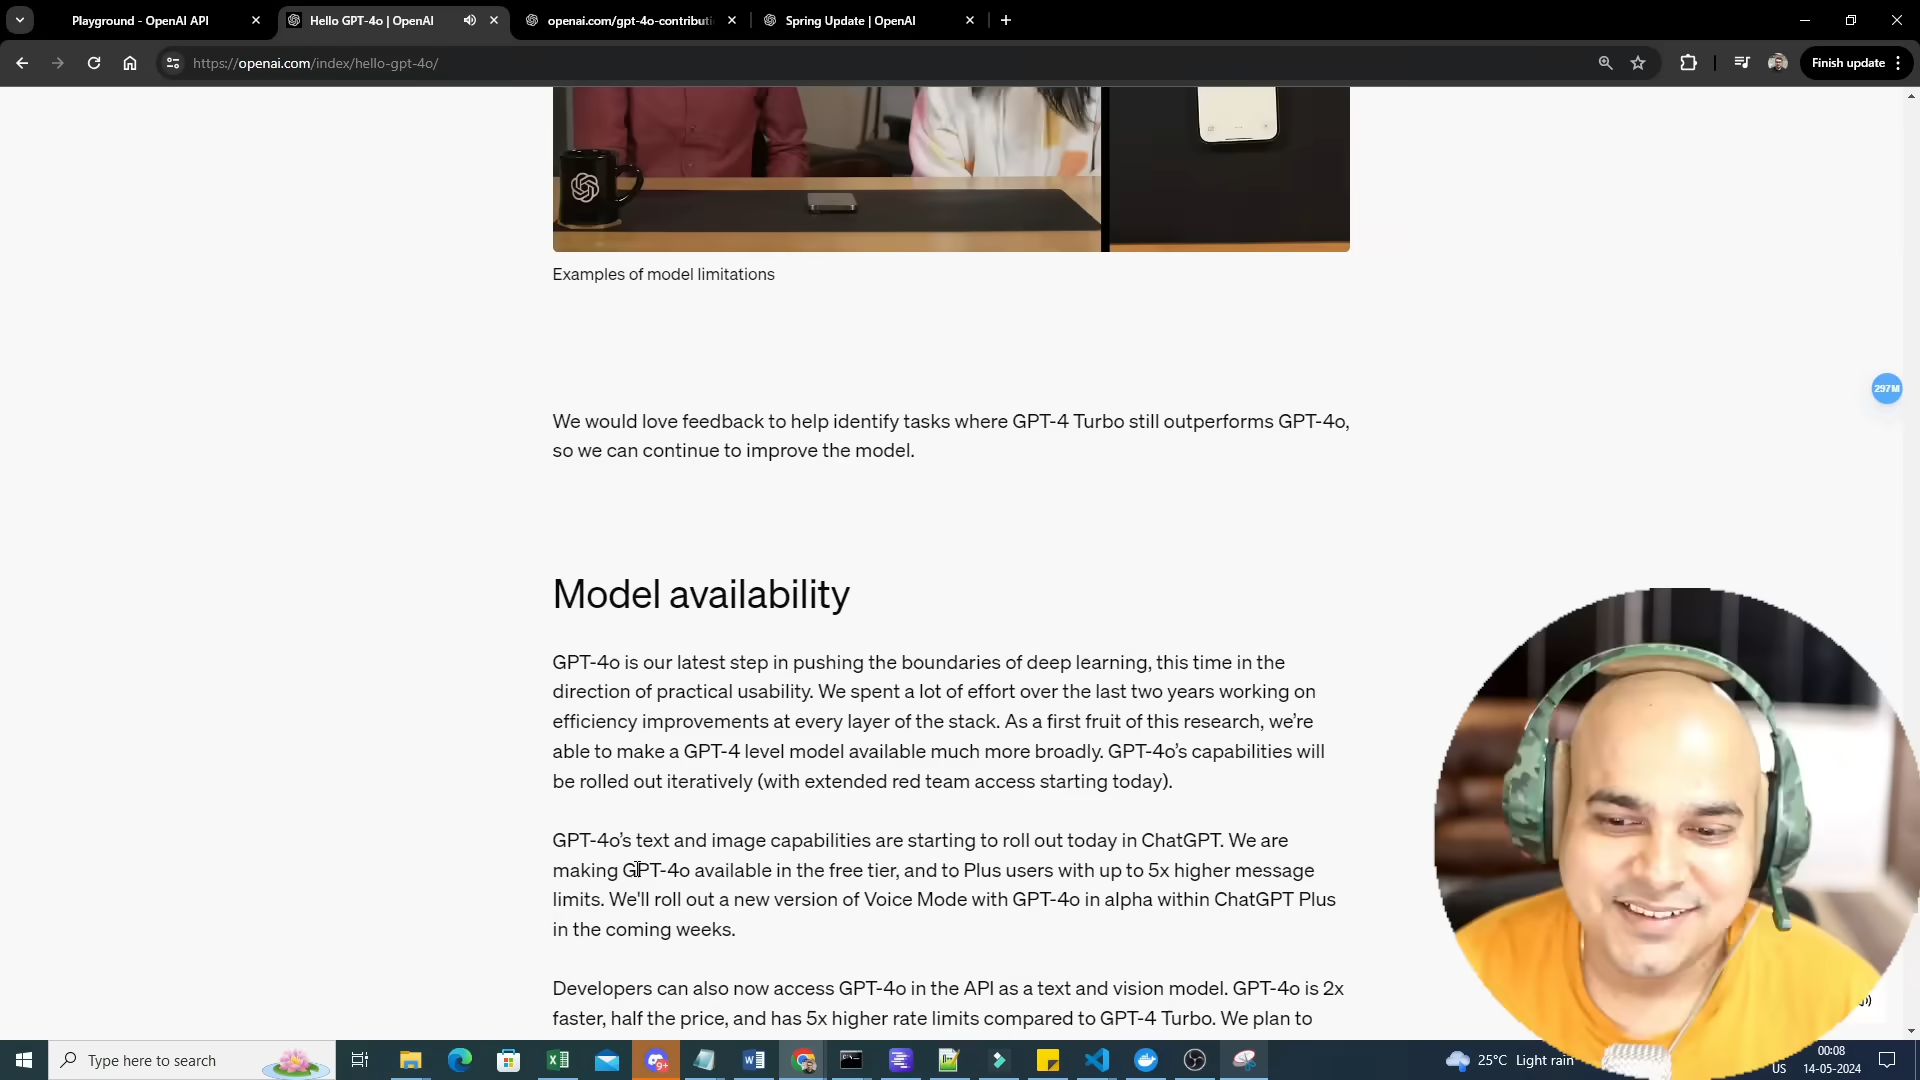 Playground - OpenAI API
Hello GPT-4o | OpenAI
openai.com/gpt-4o-contributi
Spring Update | OpenAI
https://openai.com/index/hello-gpt-4o/
Finish update
Examples of model limitations
297M
We would love feedback to help identify tasks where GPT-4 Turbo still outperforms GPT-4o,
so we can continue to improve the model.
Model availability
GPT-4o is our latest step in pushing the boundaries of deep learning, this time in the
direction of practical usability. We spent a lot of effort over the last two years working on
efficiency improvements at every layer of the stack. As a first fruit of this research, we’re
able to make a GPT-4 level model available much more broadly. GPT-4o’s capabilities will
be rolled out iteratively (with extended red team access starting today).
GPT-4o’s text and image capabilities are starting to roll out today in ChatGPT. We are
making GPT-4o available in the free tier, and to Plus users with up to 5x higher message
limits. We'll roll out a new version of Voice Mode with GPT-4o in alpha within ChatGPT Plus
in the coming weeks.
Developers can also now access GPT-4o in the API as a text and vision model. GPT-4o is 2x
faster, half the price, and has 5x higher rate limits compared to GPT-4 Turbo. We plan to
Type here to search
9+
25°C Light rain
US
00:08
14-05-2024